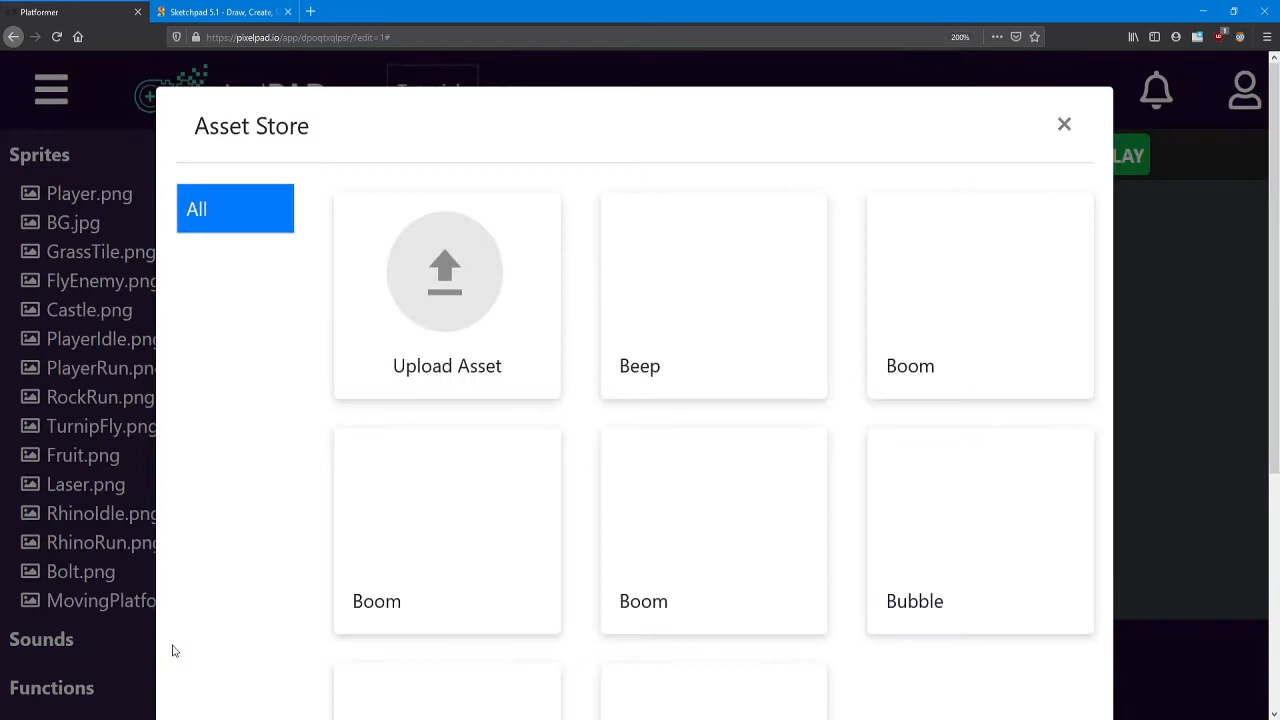 Platformer
Sketchpad 5.1 - Draw, Create, S
https://pixelpad.io/app/dpoqtxqlpsr/?edit=1#
200%
Asset Store
LAY
Sprites
Player.png
BG.jpg
GrassTile.png
FlyEnemy.png
Castle.png
PlayerIdle.png
PlayerRun.png
RockRun.png
TurnipFly.png
Fruit.png
Laser.png
RhinoIdle.png
RhinoRun.png
Bolt.png
MovingPlatfo
Sounds
Functions
All
Upload Asset
Beep
Boom
Boom
Boom
Bubble